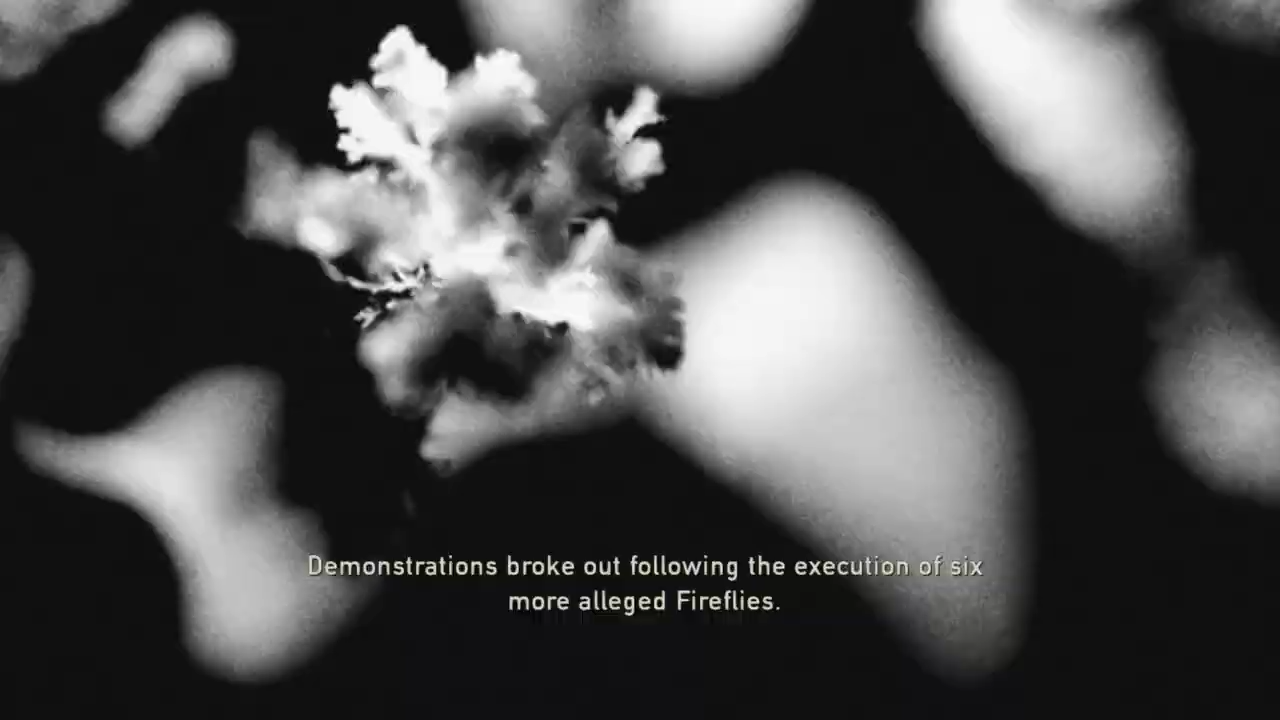 Demonstrations broke out following the execution of six
more alleged Fireflies.